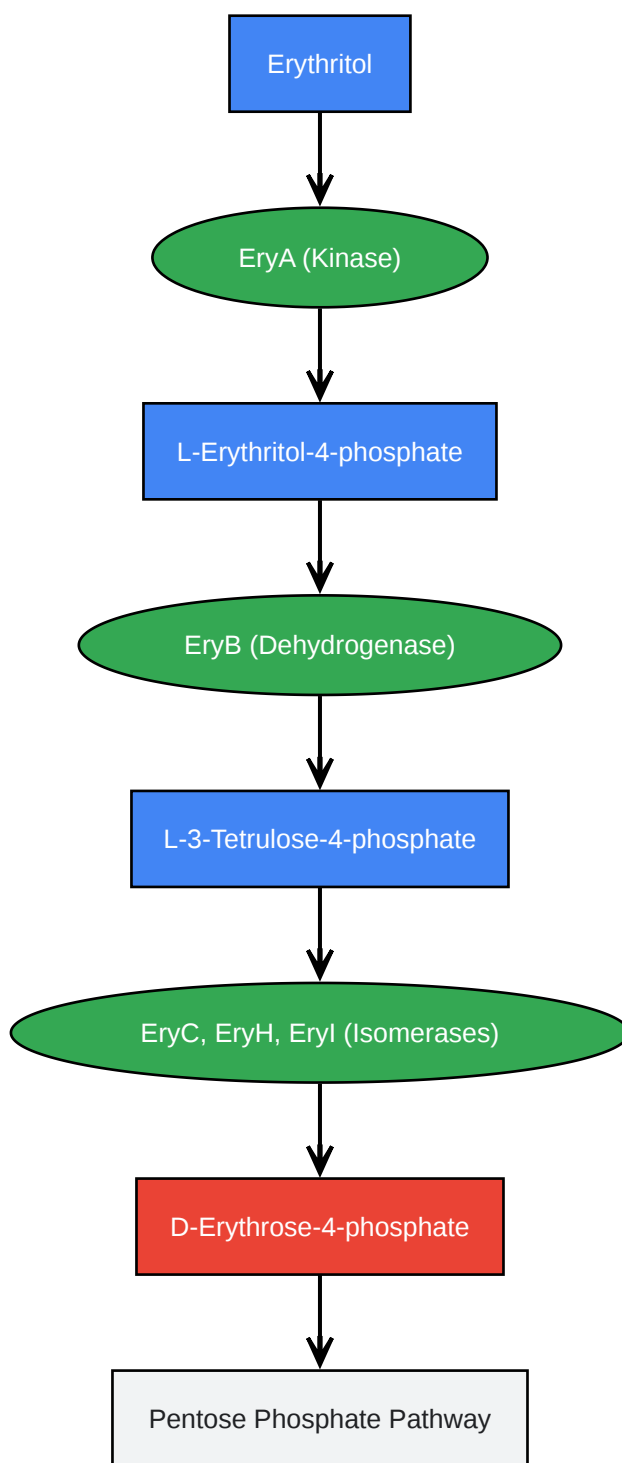 Erythritol
EryA (Kinase)
L-Erythritol-4-phosphate
EryB (Dehydrogenase)
L-3-Tetrulose-4-phosphate
EryC, EryH, EryI (Isomerases)
D-Erythrose-4-phosphate
Pentose Phosphate Pathway